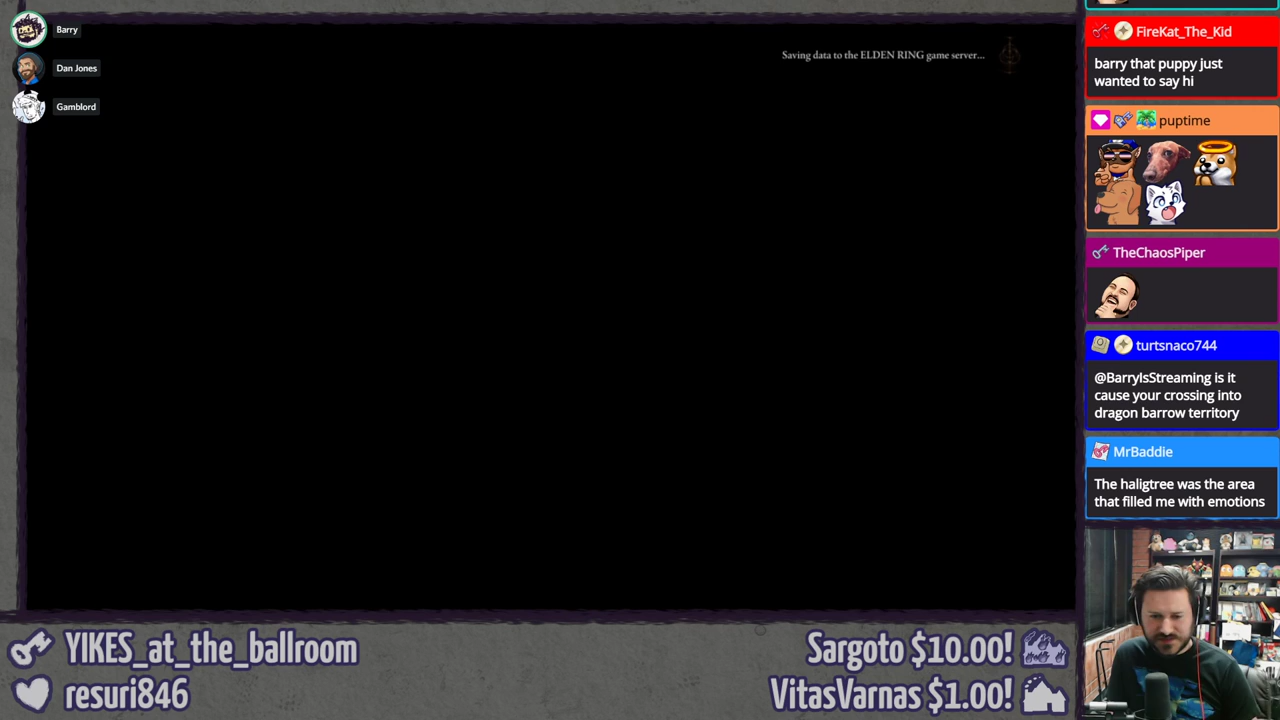 Barry
Dan Jones
Gamblord
Saving data to the ELDEN RING game server...
FireKat_The_Kid
barry that puppy just
wanted to say hi
puptime
TheChaosPiper
turtsnaco744
@BarryIsStreaming is it
cause your crossing into
dragon barrow territory
MrBaddie
The haligtree was the area
that filled me with emotions
YIKES_at_the_ballroom
resuri846
Sargoto $10.00!
VitasVarnas $1.00!